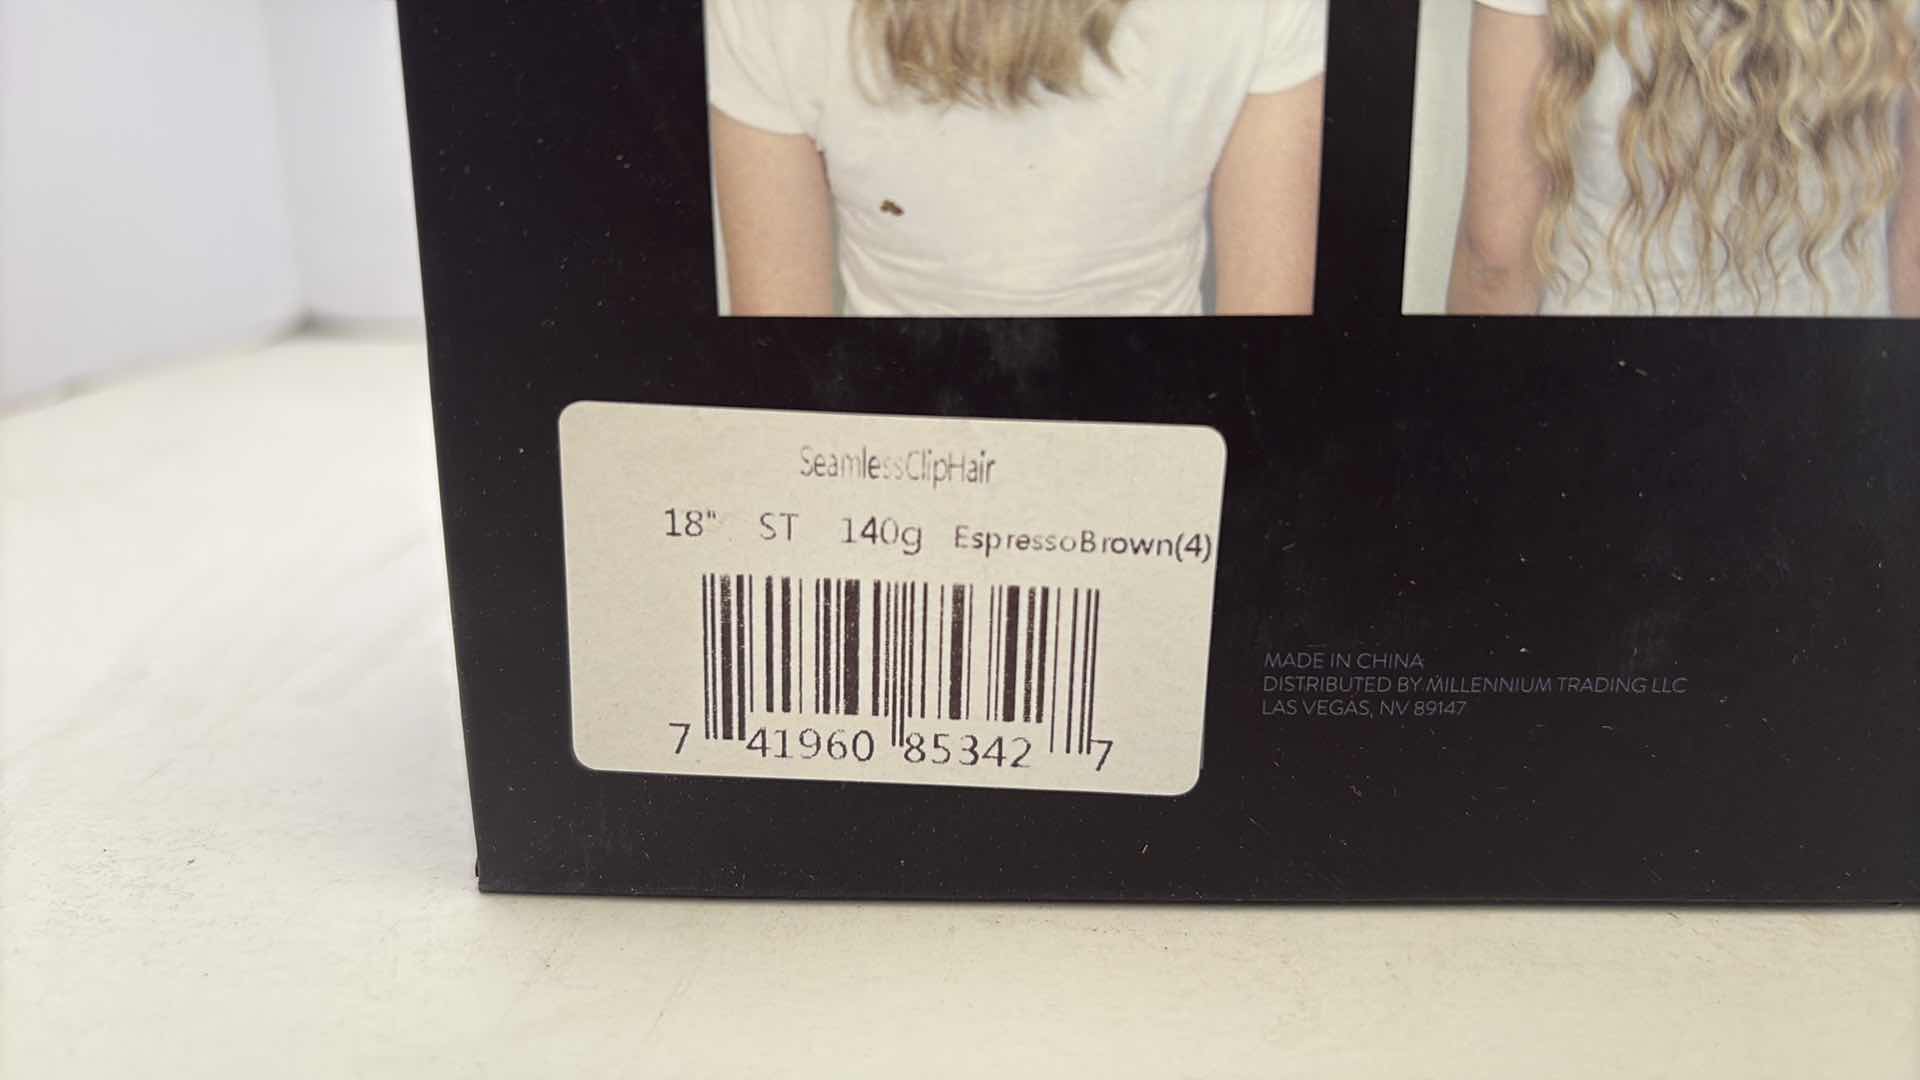 SeamlessClipHair
18" ST 140g EspressoBrown(4)
7 41960 85342 7
MADE IN CHINA
DISTRIBUTED BY MILLENNIUM TRADING LLC
LAS VEGAS, NV 89147